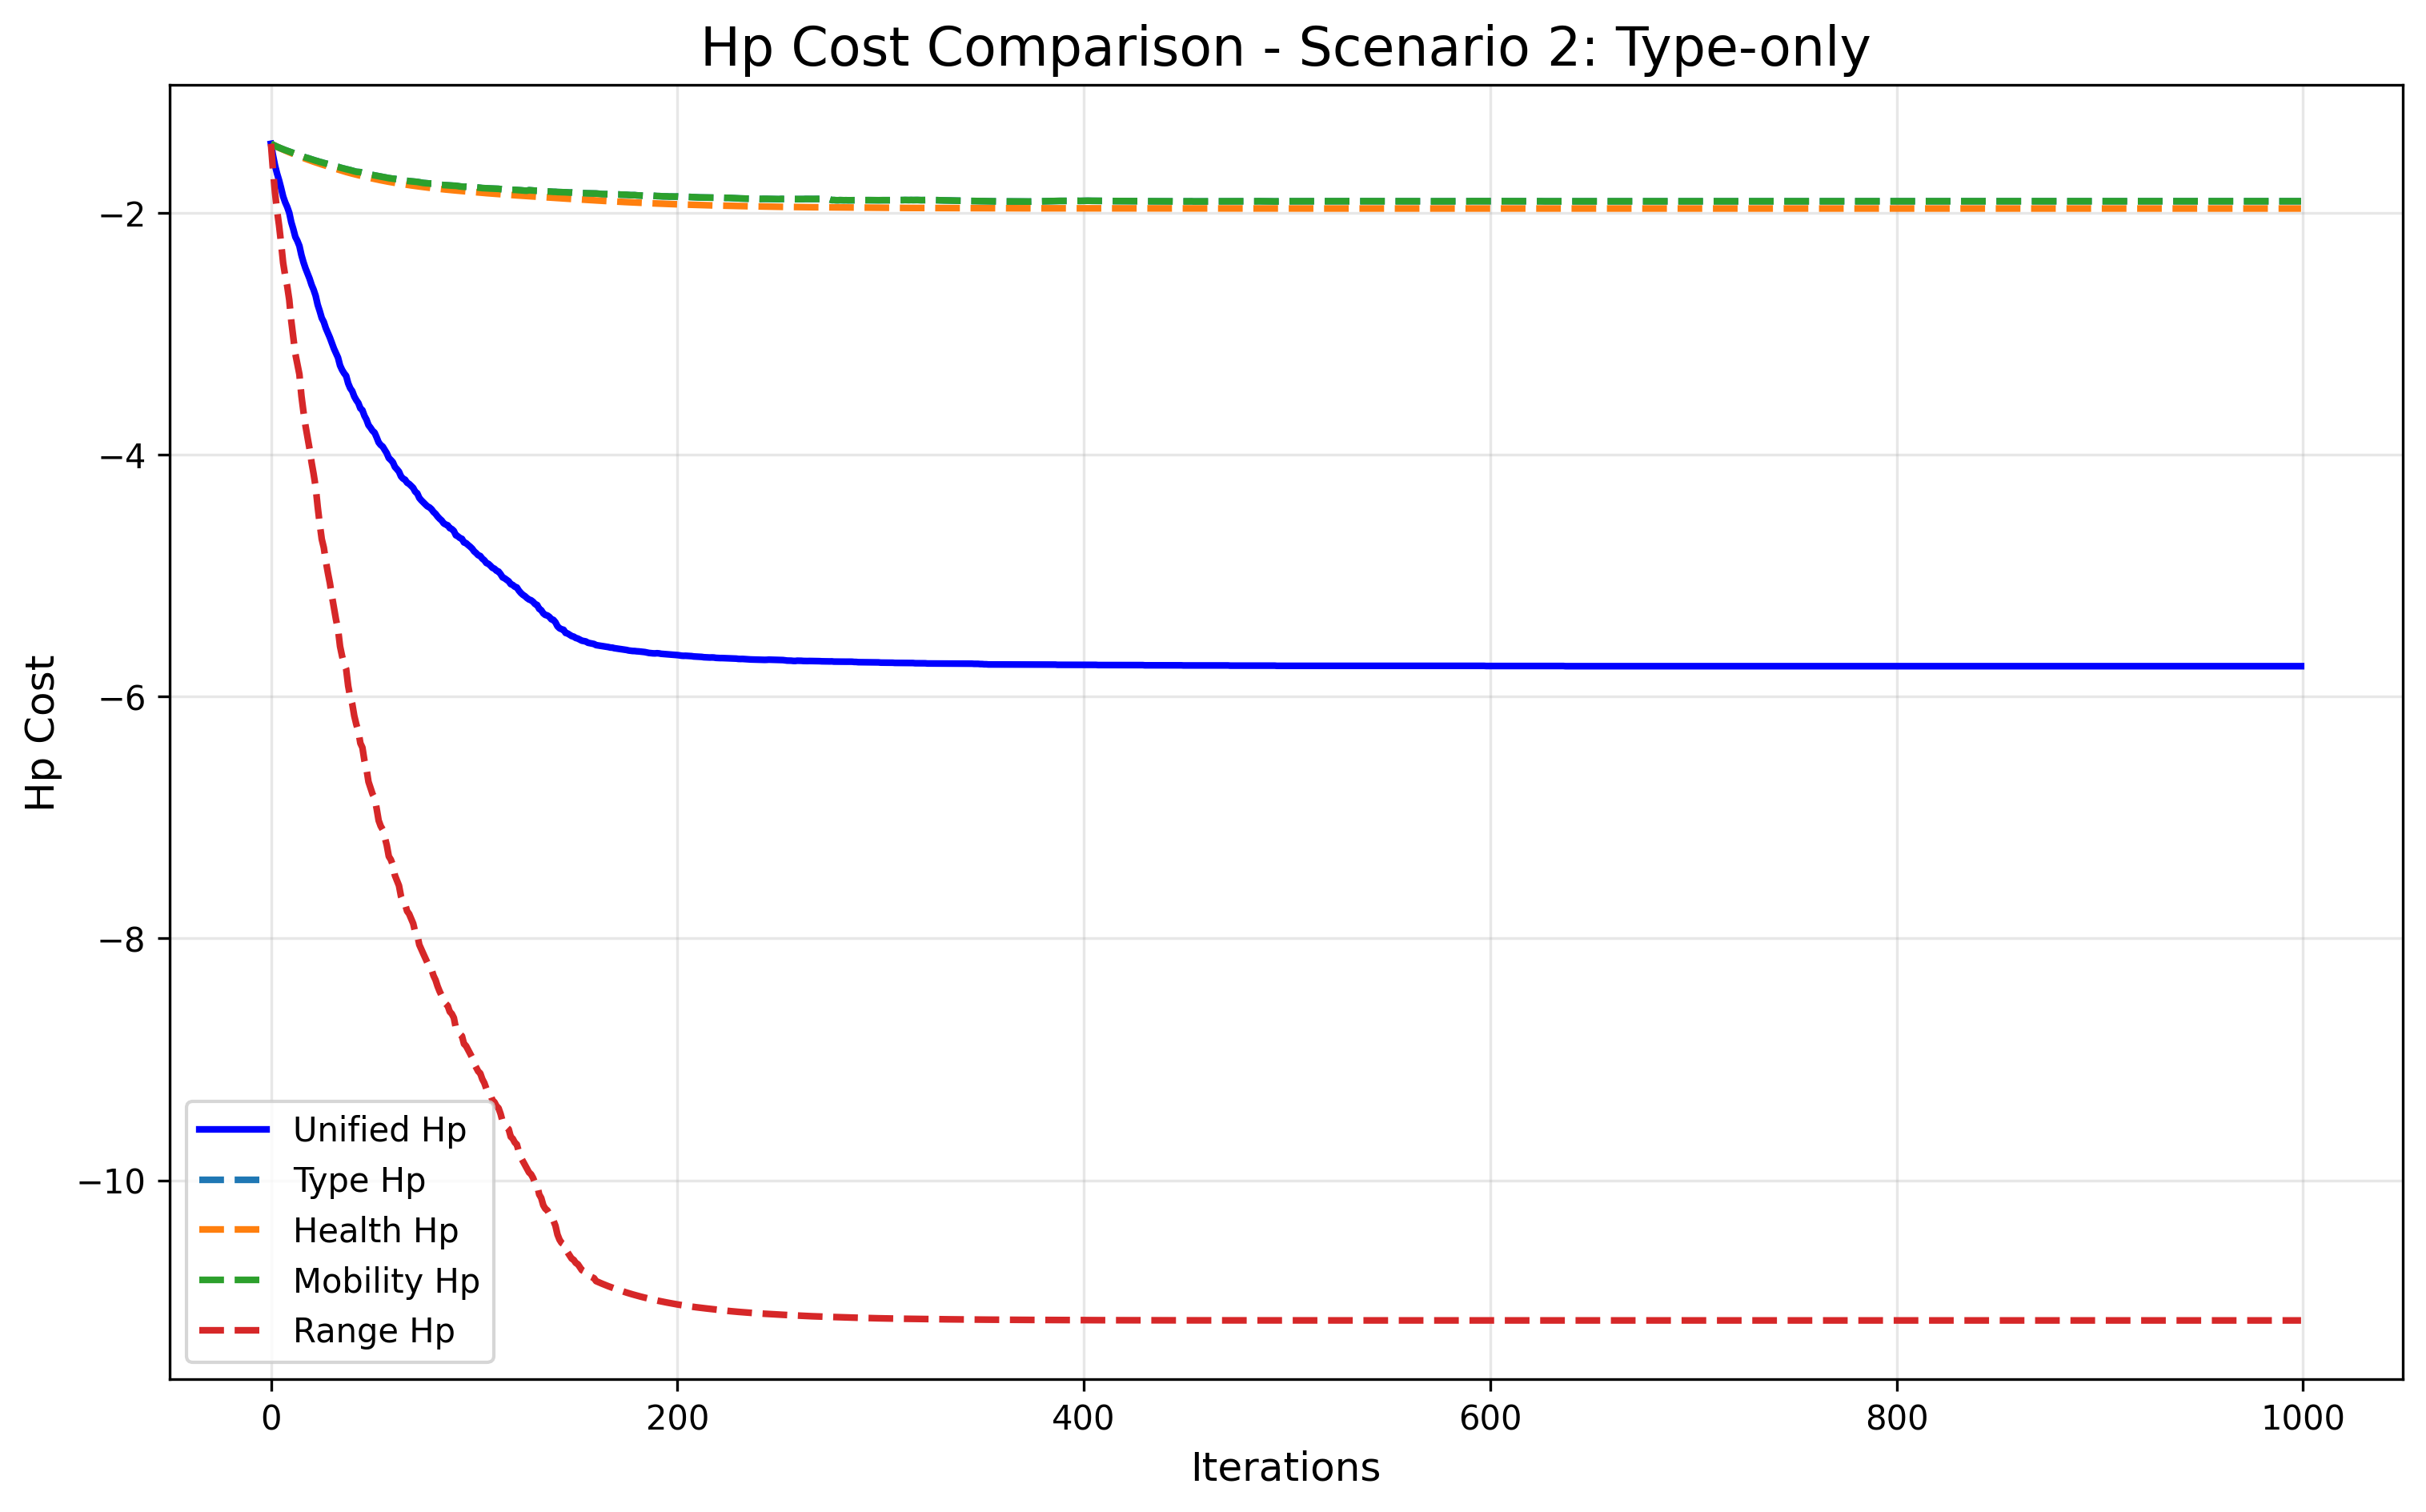 Hp Cost Comparison - Scenario 2: Type-only
Hp Cost
−2
−4
−6
−8
−10
Unified Hp
Type Hp
Health Hp
Mobility Hp
Range Hp
0 200 400 600 800 1000
Iterations